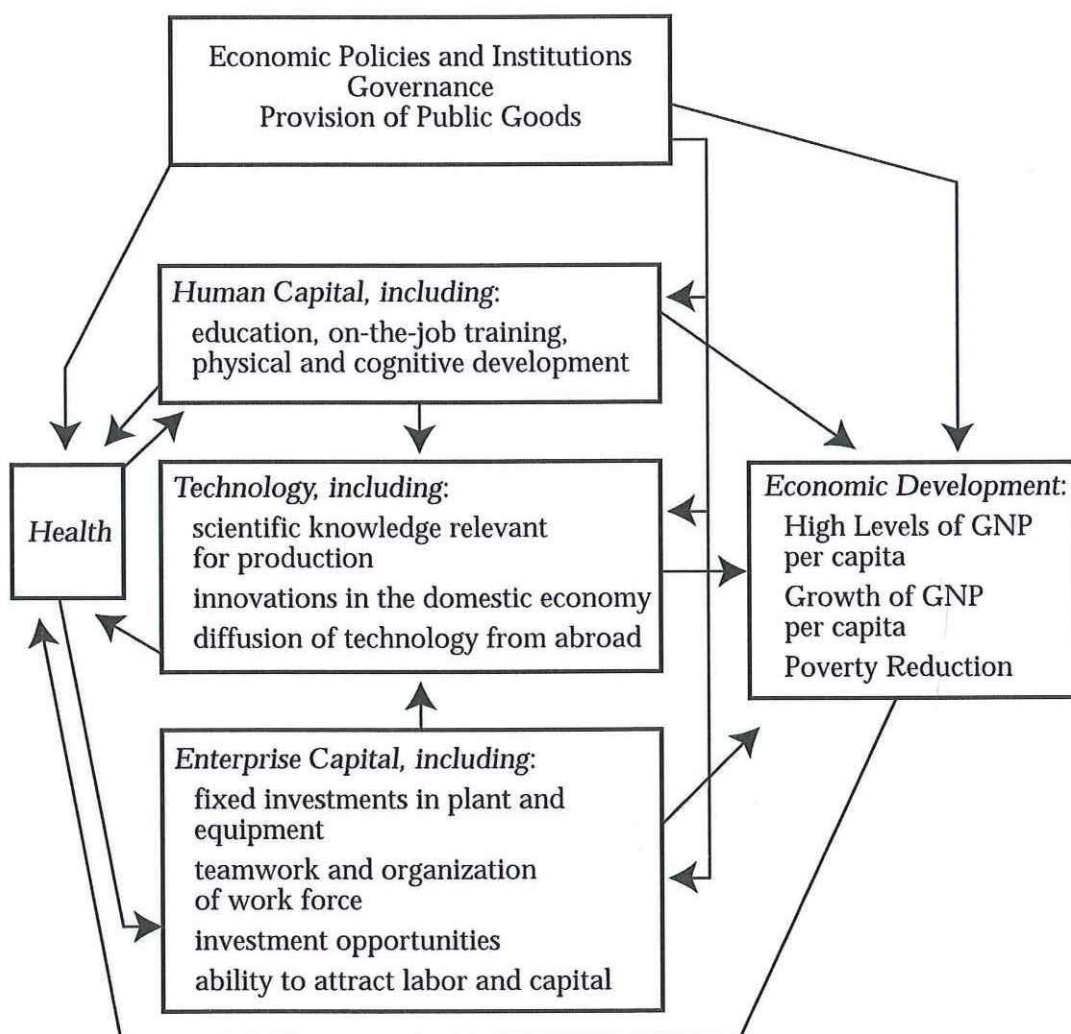 Economic Policies and Institutions
Governance
Provision of Public Goods
Human Capital, including:
education, on-the-job training,
physical and cognitive development
Health
Technology, including:
scientific knowledge relevant
for production
innovations in the domestic economy
diffusion of technology from abroad
Economic Development:
High Levels of GNP
per capita
Growth of GNP
per capita
Poverty Reduction
Enterprise Capital, including:
fixed investments in plant and
equipment
teamwork and organization
of work force
investment opportunities
ability to attract labor and capital